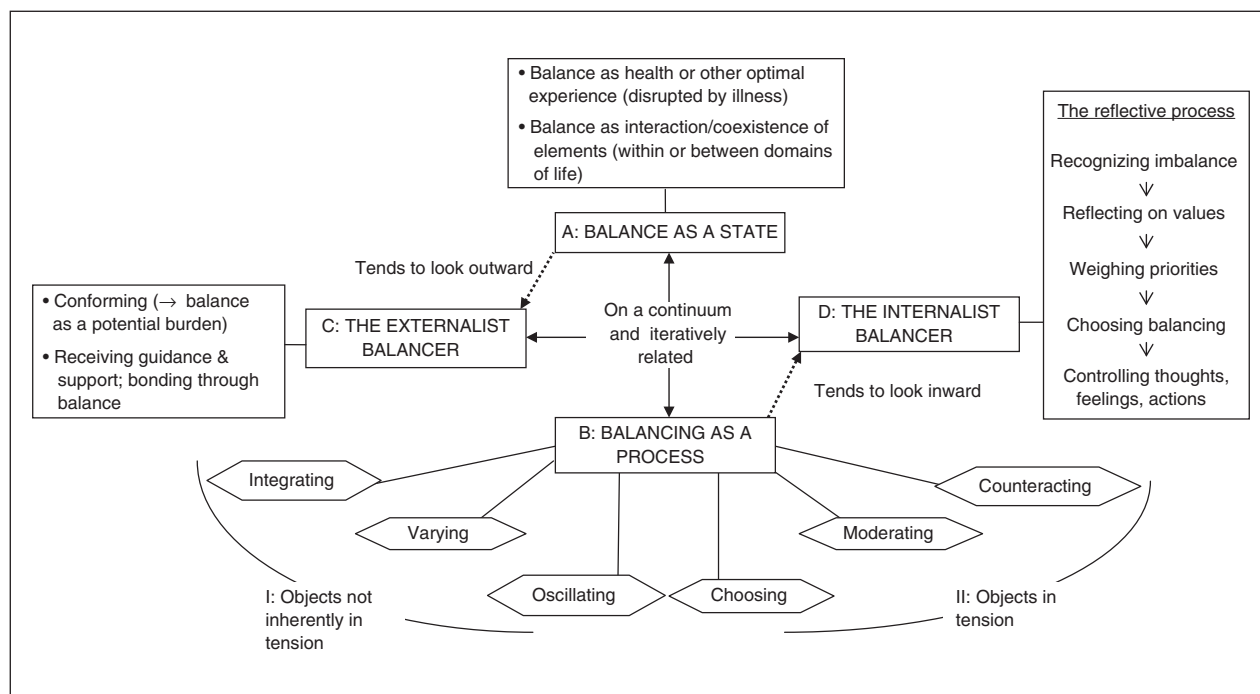 • Balance as health or other optimal
experience (disrupted by illness)
• Balance as interaction/coexistence of
elements (within or between domains
of life)
The reflective process
Recognizing imbalance
Reflecting on values
Weighing priorities
Choosing balancing
Controlling thoughts,
feelings, actions
A: BALANCE AS A STATE
Tends to look outward
• Conforming (→ balance
as a potential burden)
• Receiving guidance &
support; bonding through
balance
C: THE EXTERNALIST
BALANCER
On a continuum
and iteratively
related
D: THE INTERNALIST
BALANCER
Tends to look inward
B: BALANCING AS A
PROCESS
Integrating
Varying
Oscillating
Choosing
Moderating
Counteracting
I: Objects not
inherently in
tension
II: Objects in
tension